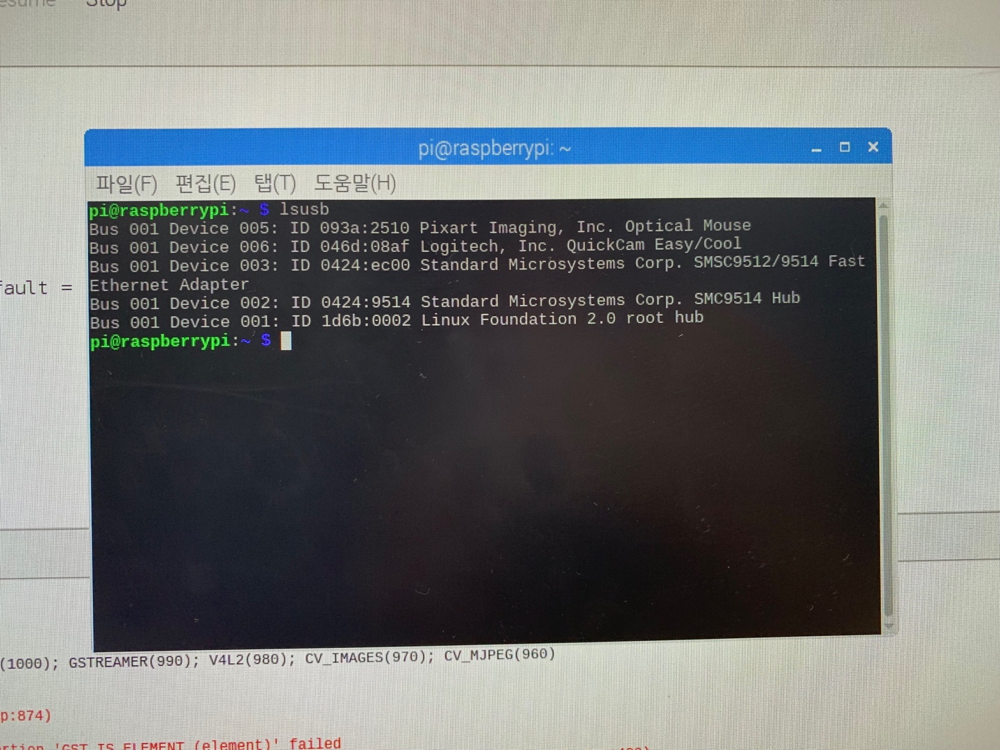 Stop
pi@raspberrypi: ~
파일(F) 편집(E) 탭(T) 도움말(H)
pi@raspberrypi:~ $ lsusb
Bus 001 Device 005: ID 093a:2510 Pixart Imaging, Inc. Optical Mouse
Bus 001 Device 006: ID 046d:08af Logitech, Inc. QuickCam Easy/Cool
Bus 001 Device 003: ID 0424:ec00 Standard Microsystems Corp. SMSC9512/9514 Fast
Ethernet Adapter
Bus 001 Device 002: ID 0424:9514 Standard Microsystems Corp. SMC9514 Hub
Bus 001 Device 001: ID 1d6b:0002 Linux Foundation 2.0 root hub
pi@raspberrypi:~ $
fault =
(1000); GSTREAMER(990); V4L2(980); CV_IMAGES(970); CV_MJPEG(960)
p:874)
rtion 'GST_IS_ELEMENT (element)' failed